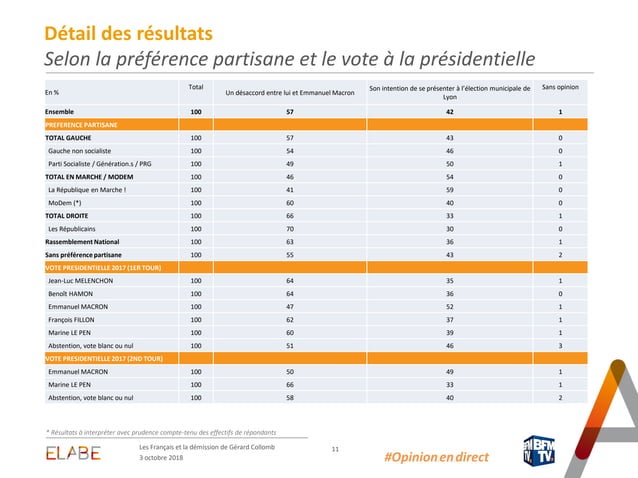 Détail des résultats
Selon la préférence partisane et le vote à la présidentielle
En % Total Un désaccord entre lui et Emmanuel Macron Son intention de se présenter à l'élection municipale de Lyon Sans opinion
Ensemble 100 57 42 1
PREFERENCE PARTISANE
TOTAL GAUCHE 100 57 43 0
Gauche non socialiste 100 54 46 0
Parti Socialiste / Génération.s / PRG 100 49 50 1
TOTAL EN MARCHE / MODEM 100 46 54 0
La République en Marche ! 100 41 59 0
MoDem (*) 100 60 40 0
TOTAL DROITE 100 66 33 1
Les Républicains 100 70 30 0
Rassemblement National 100 63 36 1
Sans préférence partisane 100 55 43 2
VOTE PRESIDENTIELLE 2017 (1ER TOUR)
Jean-Luc MELENCHON 100 64 35 1
Benoît HAMON 100 64 36 0
Emmanuel MACRON 100 47 52 1
François FILLON 100 62 37 1
Marine LE PEN 100 60 39 1
Abstention, vote blanc ou nul 100 51 46 3
VOTE PRESIDENTIELLE 2017 (2ND TOUR)
Emmanuel MACRON 100 50 49 1
Marine LE PEN 100 66 33 1
Abstention, vote blanc ou nul 100 58 40 2
* Résultats à interpréter avec prudence compte-tenu des effectifs de répondants
ELABE
Les Français et la démission de Gérard Collomb
3 octobre 2018
11
#Opinionendirect
BFM
TV.